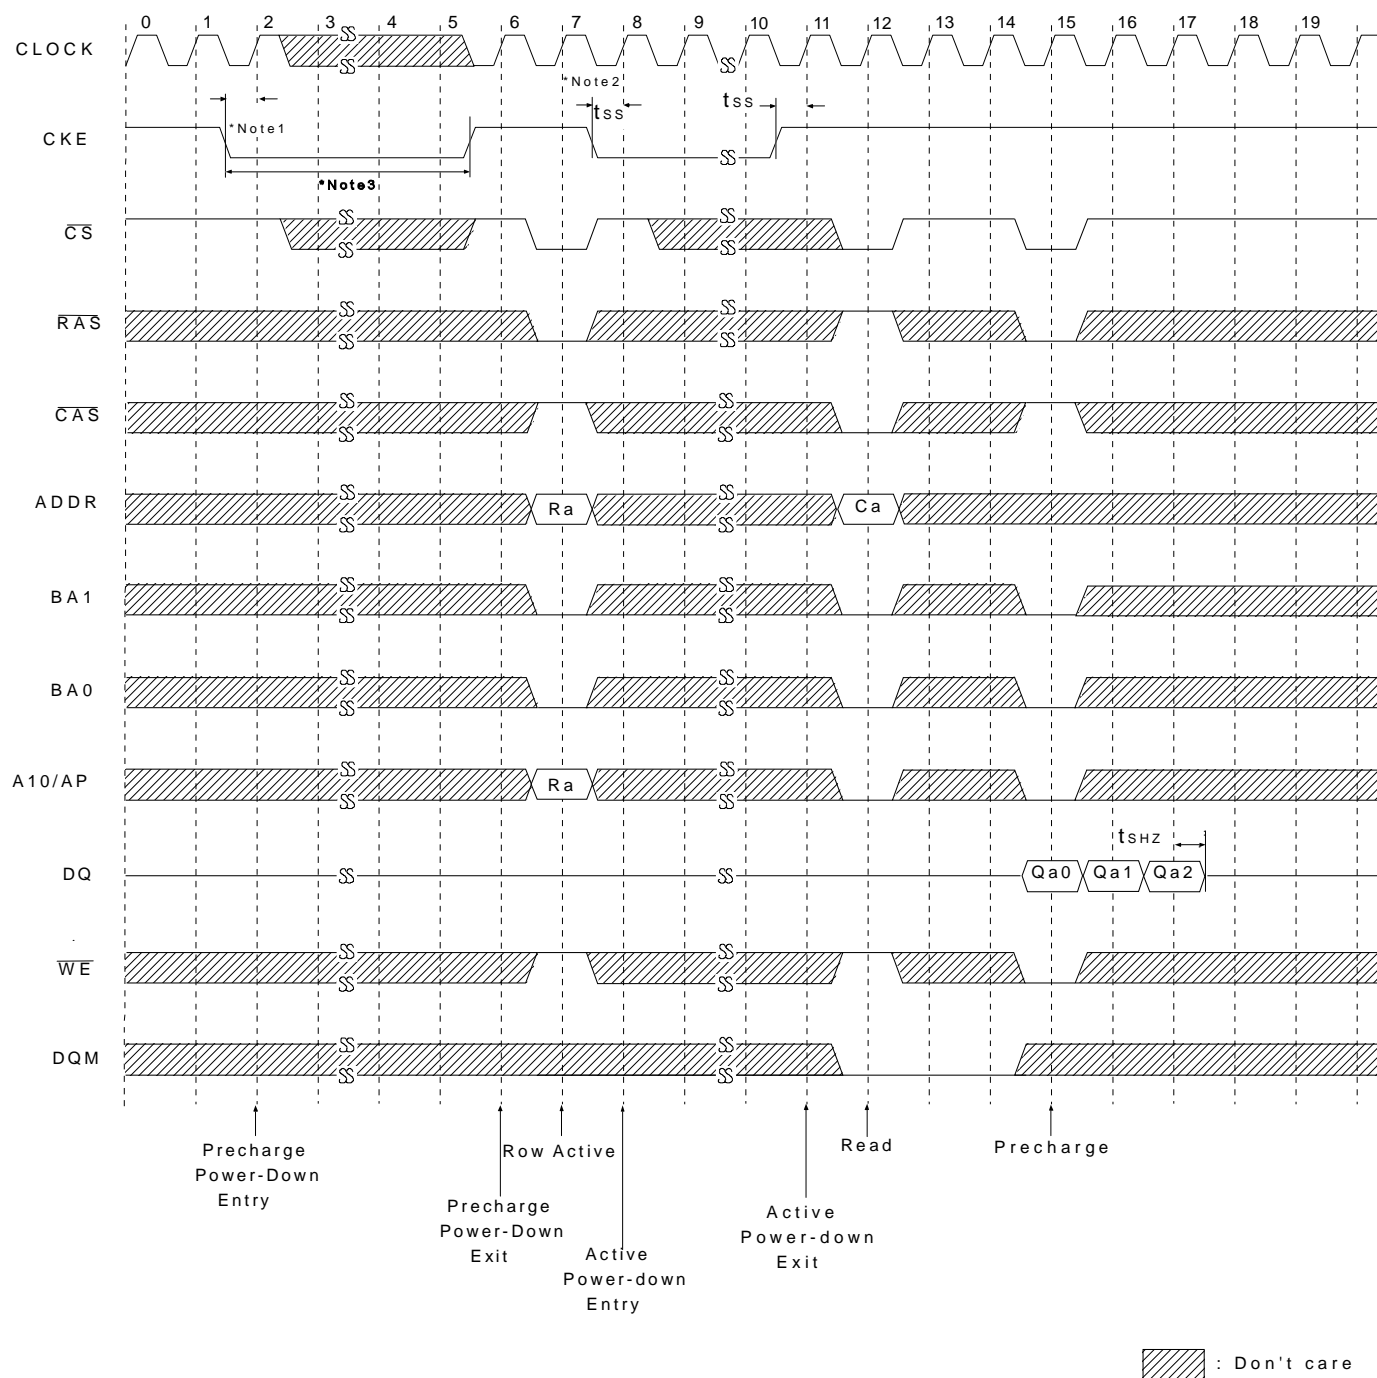 0 1 2 3 4 5 6 7 8 9 10 11 12 13 14 15 16 17 18 19
CLOCK
*Note2
tSS
tSS
*Note1
CKE
*Note3
CS
RAS
CAS
ADDR
Ra
Ca
BA1
BA0
A10/AP
Ra
tSHZ
DQ
Qa0
Qa1
Qa2
WE
DQM
Precharge
Power-Down
Entry
Row Active
Read
Precharge
Precharge
Power-Down
Exit
Active
Power-down
Exit
Active
Power-down
Entry
: Don't care